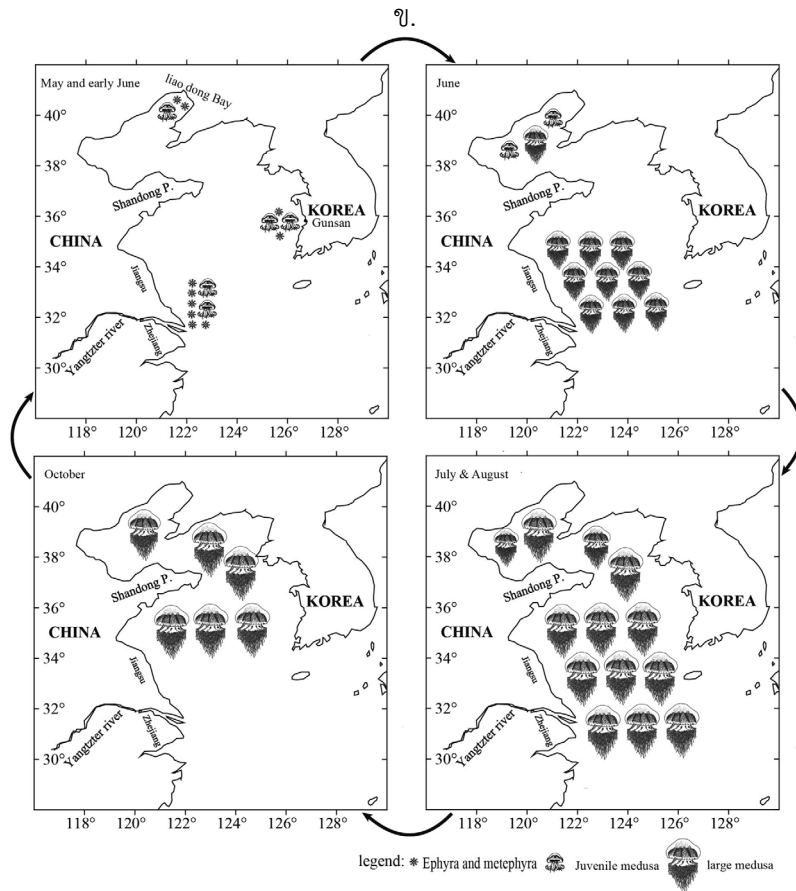 ข.
May and early June
liao dong Bay
40°
38°
36°
34°
32°
30°
Shandong P.
KOREA
Gunsan
CHINA
Jiangsu
Yangtzter river
Zhejiang
118° 120° 122° 124° 126° 128°
June
40°
38°
36°
34°
32°
30°
Shandong P.
KOREA
CHINA
Jiangsu
Yangtzter river
Zhejiang
118° 120° 122° 124° 126° 128°
October
40°
38°
36°
34°
32°
30°
Shandong P.
KOREA
CHINA
Jiangsu
Yangtzter river
Zhejiang
118° 120° 122° 124° 126° 128°
July & August
40°
38°
36°
34°
32°
30°
Shandong P.
KOREA
CHINA
Jiangsu
Yangtzter river
Zhejiang
118° 120° 122° 124° 126° 128°
legend: Ephyra and metephyra Juvenile medusa large medusa